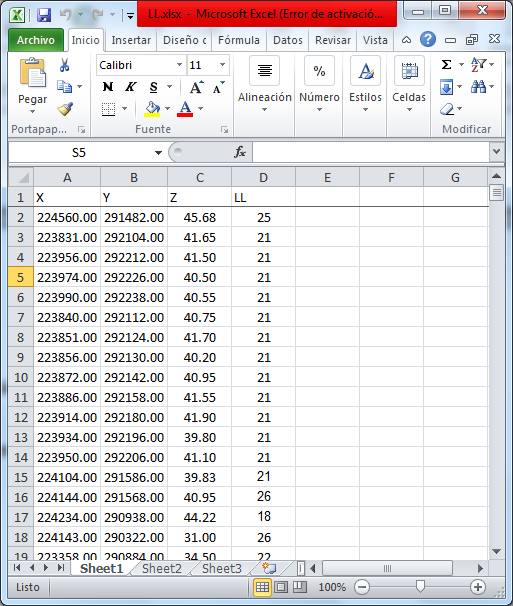 LL.xlsx - Microsoft Excel (Error de activació...
Archivo Inicio Insertar Diseño c Fórmula Datos Revisar Vista
Pegar
Portapap...
Calibri 11
N K S A A
A
Fuente
Alineación
%
Número
A
Estilos
Celdas
Σ
Modificar
S5 fx
A B C D E F G
1 X Y Z LL
2 224560.00 291482.00 45.68 25
3 223831.00 292104.00 41.65 21
4 223956.00 292212.00 41.50 21
5 223974.00 292226.00 40.50 21
6 223990.00 292238.00 40.55 21
7 223840.00 292112.00 40.75 21
8 223851.00 292124.00 41.70 21
9 223856.00 292130.00 40.20 21
10 223872.00 292142.00 40.95 21
11 223886.00 292158.00 41.55 21
12 223914.00 292180.00 41.90 21
13 223934.00 292196.00 39.80 21
14 223950.00 292206.00 41.10 21
15 224104.00 291586.00 39.83 21
16 224144.00 291568.00 40.95 26
17 224234.00 290938.00 44.22 18
18 224143.00 290322.00 31.00 26
19 223358.00 290884.00 34.50 22
Sheet1 Sheet2 Sheet3
Listo 100%